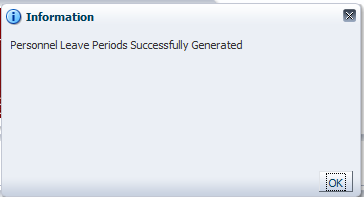 Information
Personnel Leave Periods Successfully Generated
OK